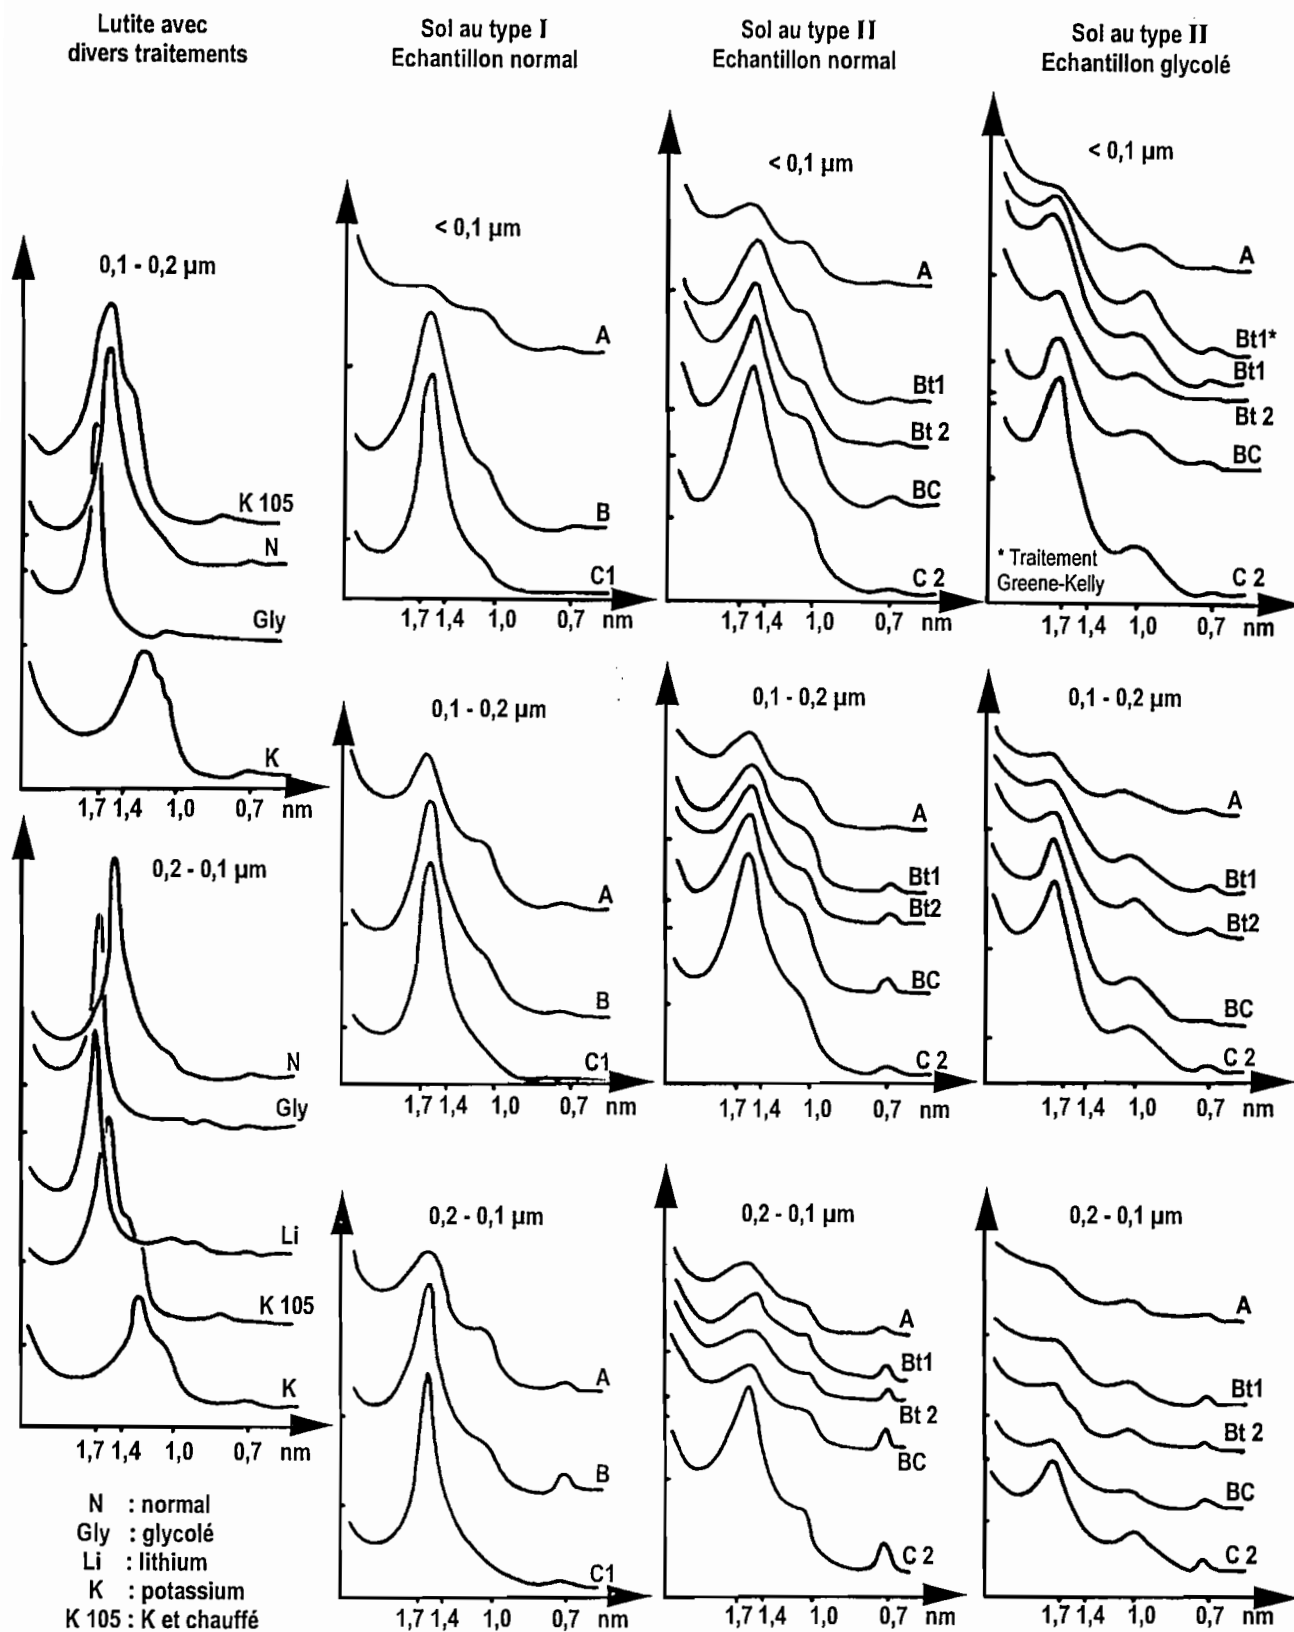 Lutite avec
divers traitements
0,1 - 0,2 µm
K 105
N
Gly
K
1,7 1,4 1,0 0,7 nm
0,2 - 0,1 µm
N
Gly
Li
K 105
K
1,7 1,4 1,0 0,7 nm
N : normal
Gly : glycolé
Li : lithium
K : potassium
K 105 : K et chauffé
Sol au type I
Echantillon normal
< 0,1 µm
A
B
C1
1,7 1,4 1,0 0,7 nm
0,1 - 0,2 µm
A
B
C1
1,7 1,4 1,0 0,7 nm
0,2 - 0,1 µm
A
B
C1
1,7 1,4 1,0 0,7 nm
Sol au type II
Echantillon normal
< 0,1 µm
A
Bt1
Bt 2
BC
C 2
1,7 1,4 1,0 0,7 nm
0,1 - 0,2 µm
A
Bt1
Bt2
BC
C 2
1,7 1,4 1,0 0,7 nm
0,2 - 0,1 µm
A
Bt1
Bt 2
BC
C 2
1,7 1,4 1,0 0,7 nm
Sol au type II
Echantillon glycolé
< 0,1 µm
A
Bt1*
Bt1
Bt 2
BC
* Traitement
Greene-Kelly
C 2
1,7 1,4 1,0 0,7 nm
0,1 - 0,2 µm
A
Bt1
Bt2
BC
C 2
1,7 1,4 1,0 0,7 nm
0,2 - 0,1 µm
A
Bt1
Bt 2
BC
C 2
1,7 1,4 1,0 0,7 nm